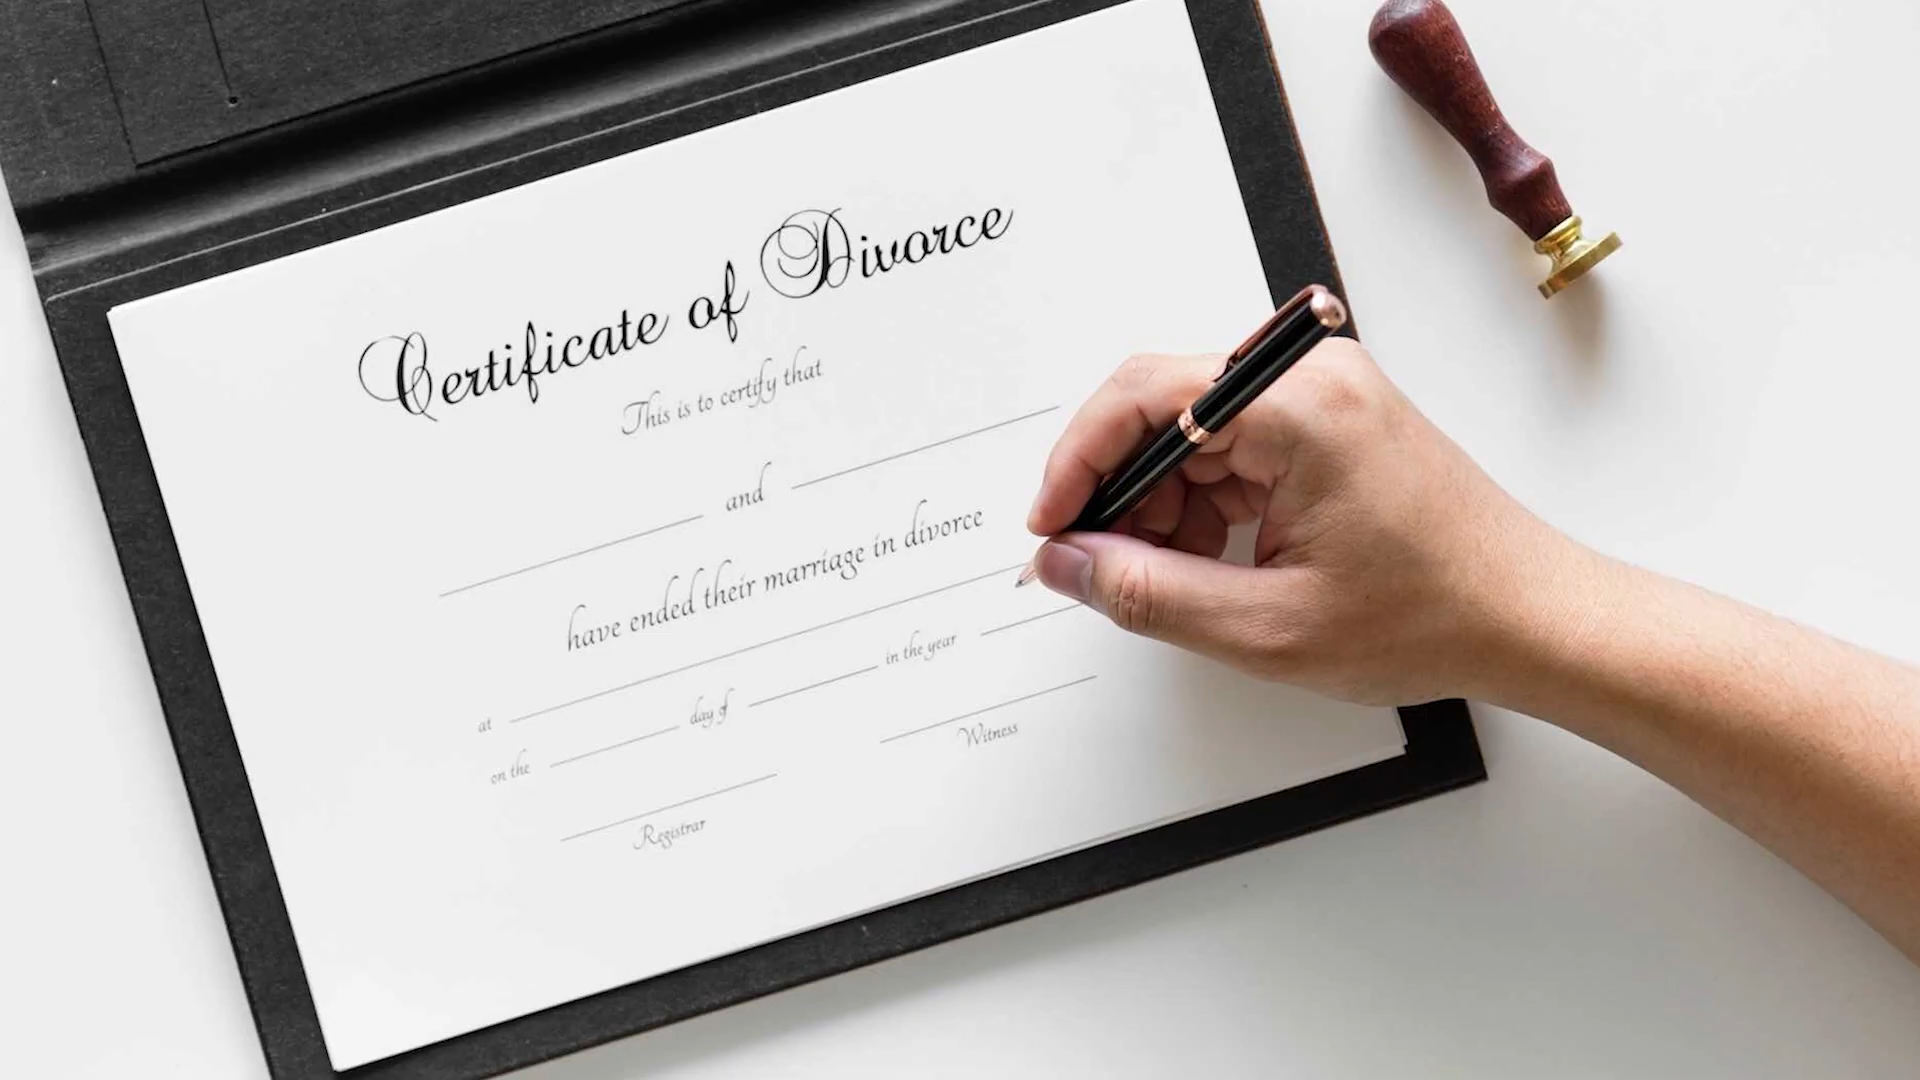 Certificate of Divorce
This is to certify that
and
have ended their marriage in divorce
at
on the day of in the year
Registrar Witness